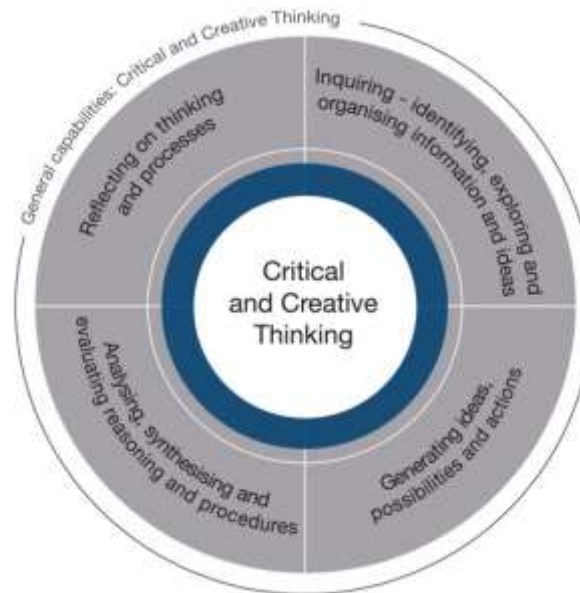 General capabilities: Critical and Creative Thinking
Reflecting on thinking
and processes
Inquiring - identifying, exploring and
organising information and ideas
Critical
and Creative
Thinking
Analysing, synthesising and
evaluating reasoning and procedures
Generating ideas,
possibilities and actions